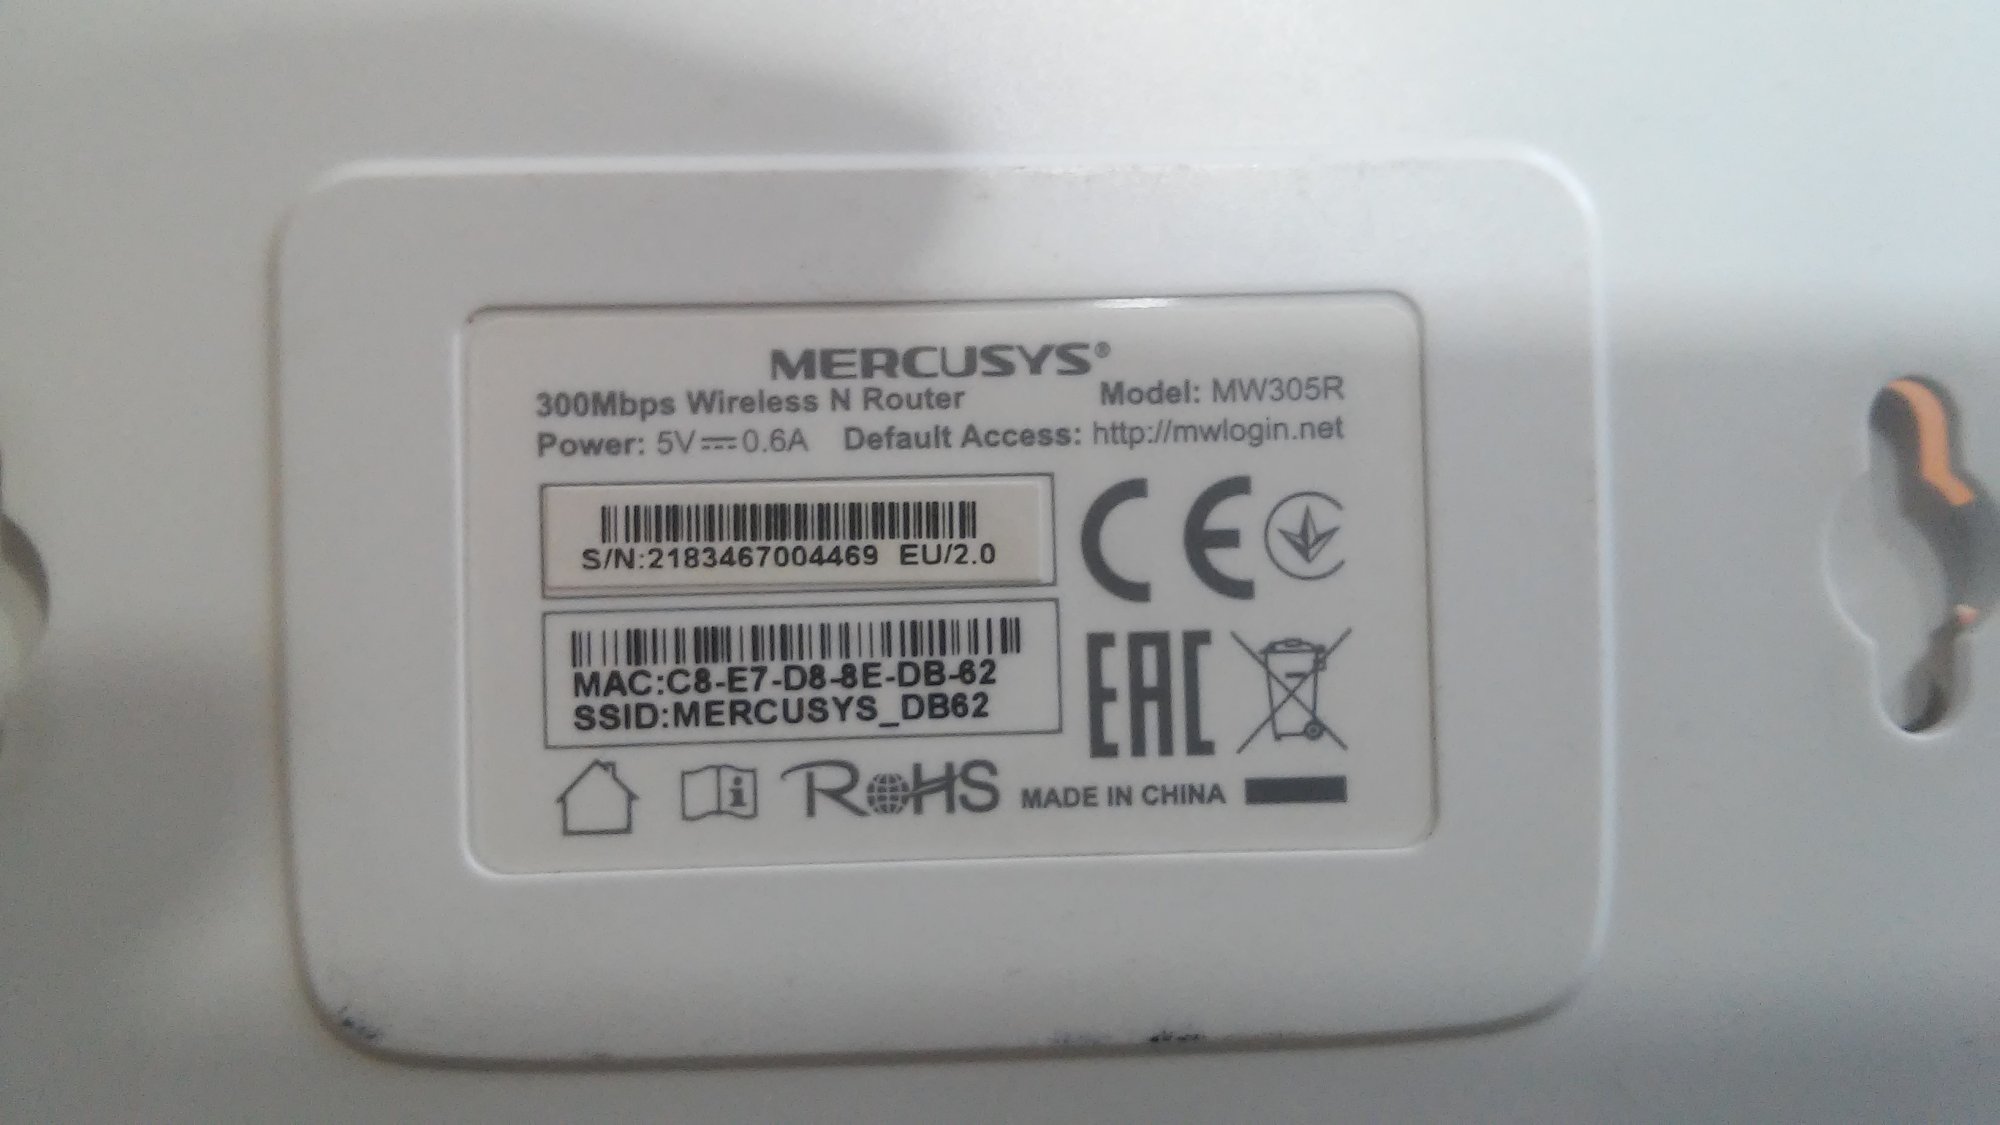 MERCUSYS®
300Mbps Wireless N Router Model: MW305R
Power: 5V⎓0.6A Default Access: http://mwlogin.net
S/N:2183467004469 EU/2.0
MAC:C8-E7-D8-8E-DB-62
SSID:MERCUSYS_DB62
CE
EAC
RoHS MADE IN CHINA